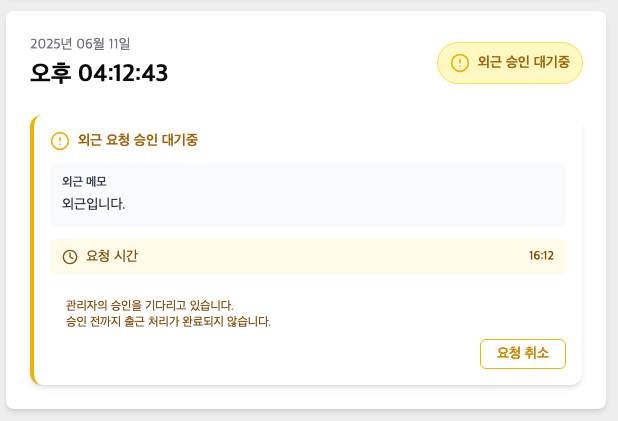 2025년 06월 11일
오후 04:12:43
외근 승인 대기중
외근 요청 승인 대기중
외근 메모
외근입니다.
요청 시간
16:12
관리자의 승인을 기다리고 있습니다.
승인 전까지 출근 처리가 완료되지 않습니다.
요청 취소